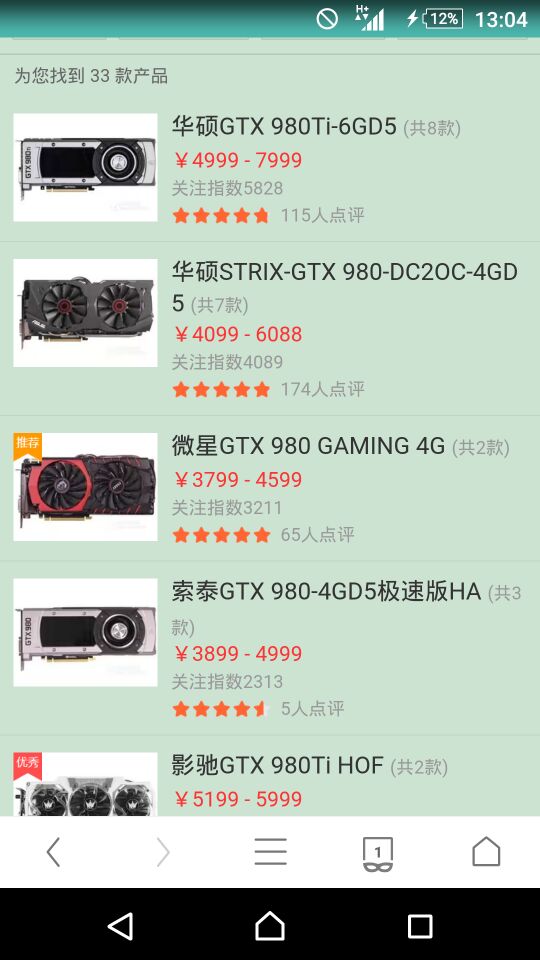 H+
12%
13:04
为您找到 33 款产品
GTX 980Ti
华硕GTX 980Ti-6GD5 (共8款)
￥4999 - 7999
关注指数5828
115人点评
华硕STRIX-GTX 980-DC2OC-4GD
5 (共7款)
￥4099 - 6088
关注指数4089
174人点评
推荐
微星GTX 980 GAMING 4G (共2款)
￥3799 - 4599
关注指数3211
65人点评
GTX 980
索泰GTX 980-4GD5极速版HA (共3
款)
￥3899 - 4999
关注指数2313
5人点评
优秀
影驰GTX 980Ti HOF (共2款)
￥5199 - 5999
1